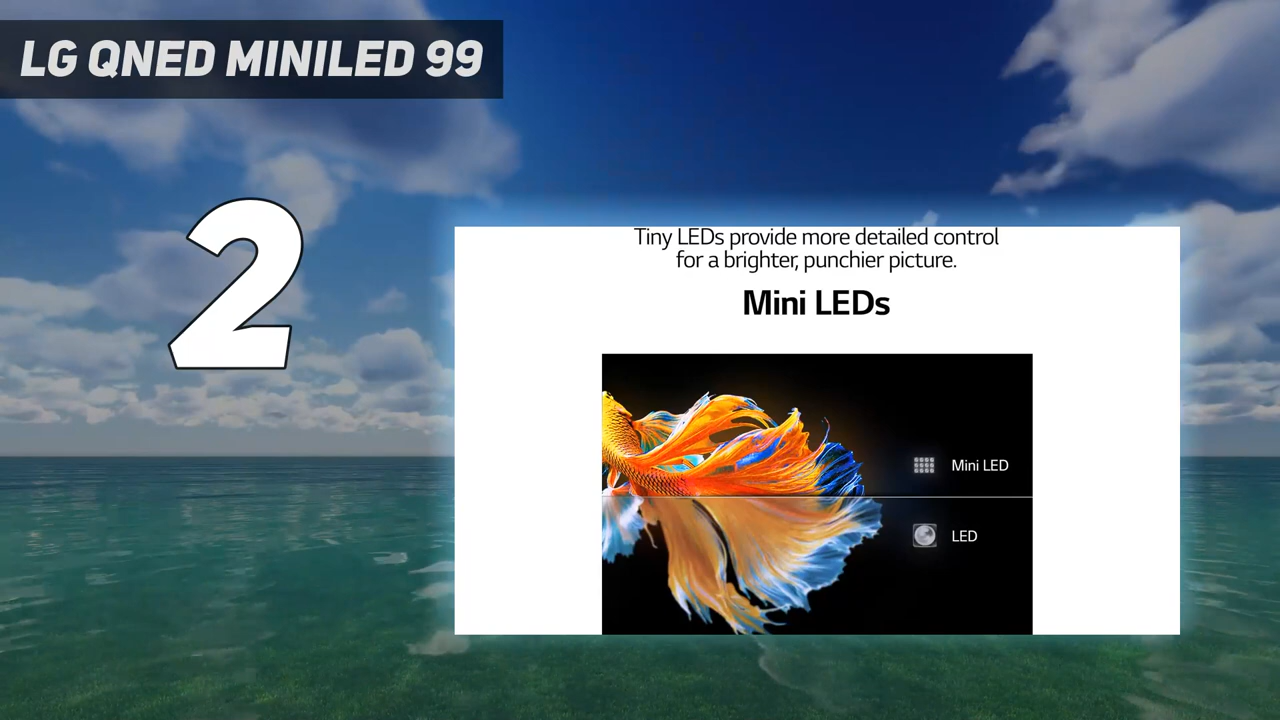 LG QNED MINILED 99
2
Tiny LEDs provide more detailed control
for a brighter, punchier picture.
Mini LEDs
Mini LED
LED